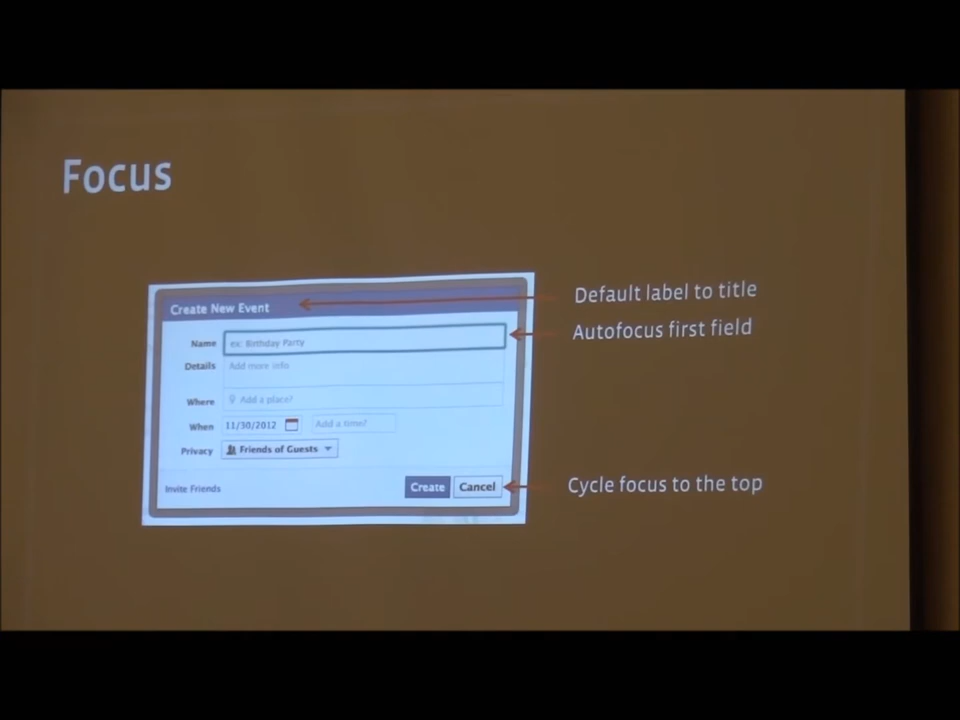 Focus
Create New Event
Default label to title
Autofocus first field
Name ex: Birthday Party
Details Add more info
Where Add a place?
When 11/30/2012 Add a time?
Privacy Friends of Guests
Invite Friends Create Cancel
Cycle focus to the top